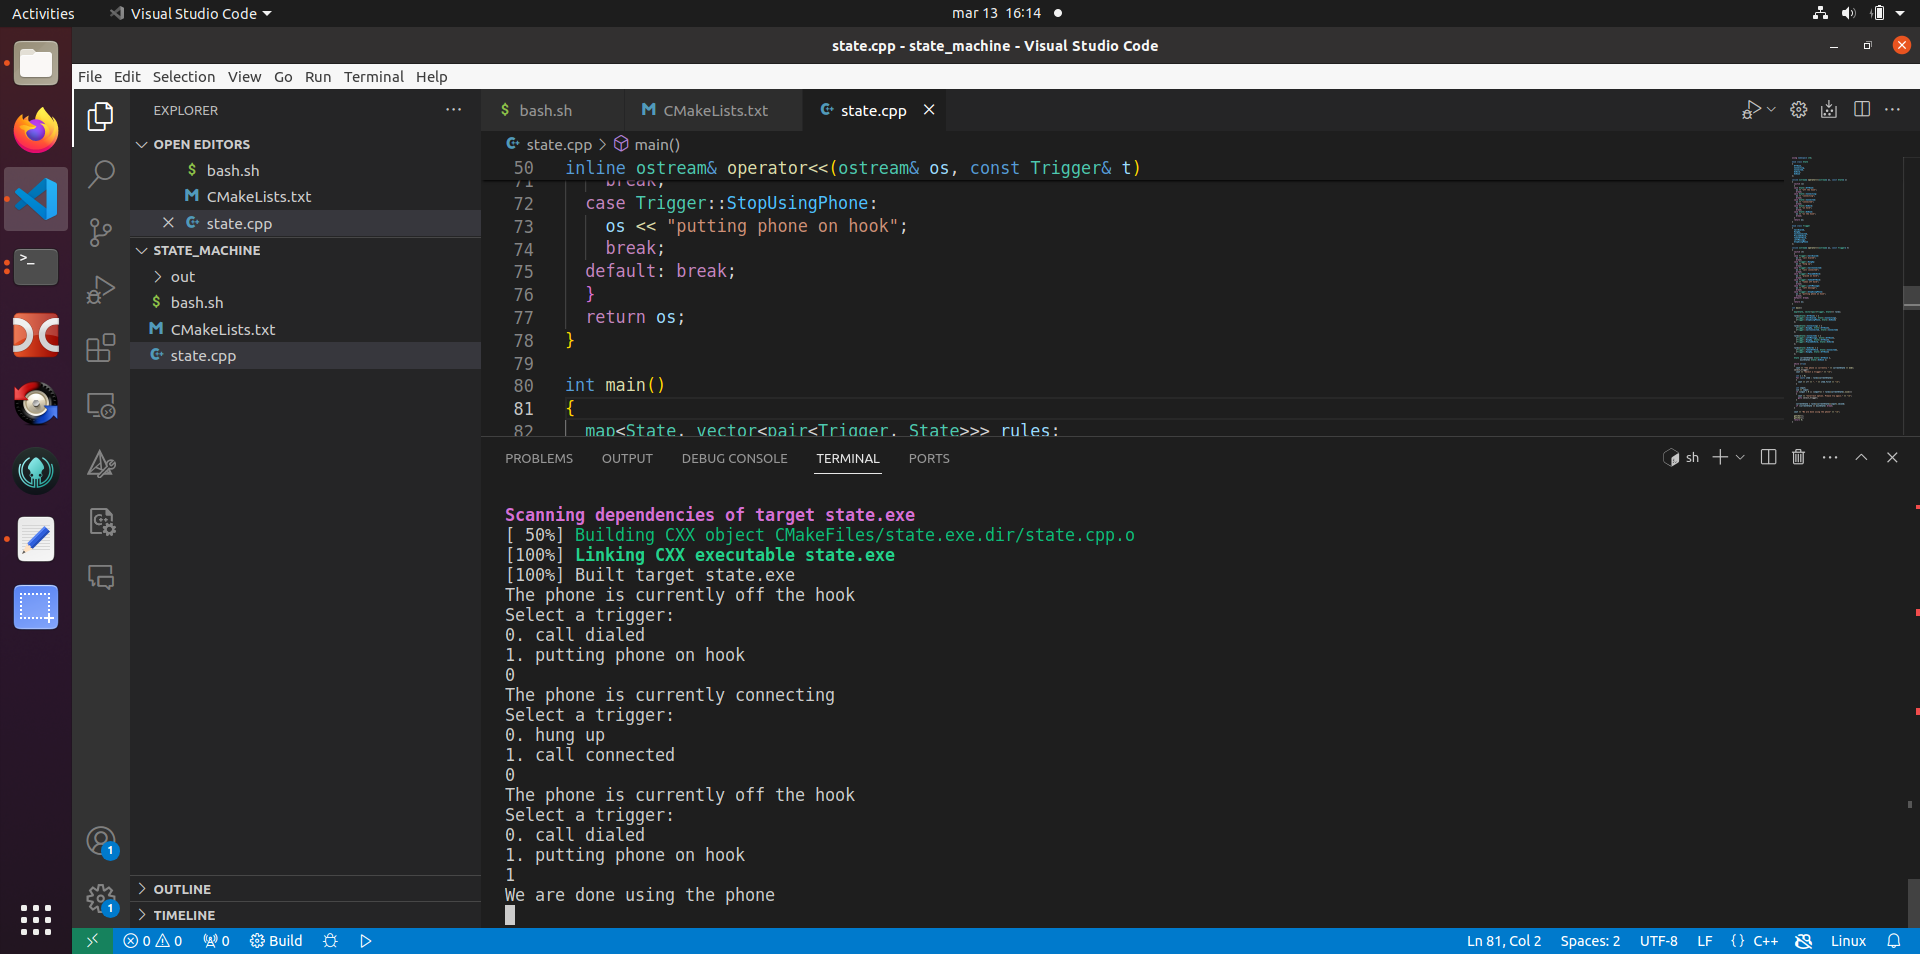 Activities
Visual Studio Code
mar 13 16:14
state.cpp - state_machine - Visual Studio Code
File Edit Selection View Go Run Terminal Help
EXPLORER
OPEN EDITORS
$ bash.sh
M CMakeLists.txt
state.cpp
STATE_MACHINE
out
$ bash.sh
M CMakeLists.txt
state.cpp
1
1
OUTLINE
TIMELINE
$ bash.sh
M CMakeLists.txt
state.cpp
state.cpp > main()
50 inline ostream& operator<<(ostream& os, const Trigger& t)
71 break;
72 case Trigger::StopUsingPhone:
73 os << "putting phone on hook";
74 break;
75 default: break;
76 }
77 return os;
78 }
79
80 int main()
81 {
82 map<State, vector<pair<Trigger, State>>> rules;
PROBLEMS OUTPUT DEBUG CONSOLE TERMINAL PORTS
sh
Scanning dependencies of target state.exe
[ 50%] Building CXX object CMakeFiles/state.exe.dir/state.cpp.o
[100%] Linking CXX executable state.exe
[100%] Built target state.exe
The phone is currently off the hook
Select a trigger:
0. call dialed
1. putting phone on hook
0
The phone is currently connecting
Select a trigger:
0. hung up
1. call connected
0
The phone is currently off the hook
Select a trigger:
0. call dialed
1. putting phone on hook
1
We are done using the phone
0 0 0 Build
Ln 81, Col 2 Spaces: 2 UTF-8 LF {} C++ Linux